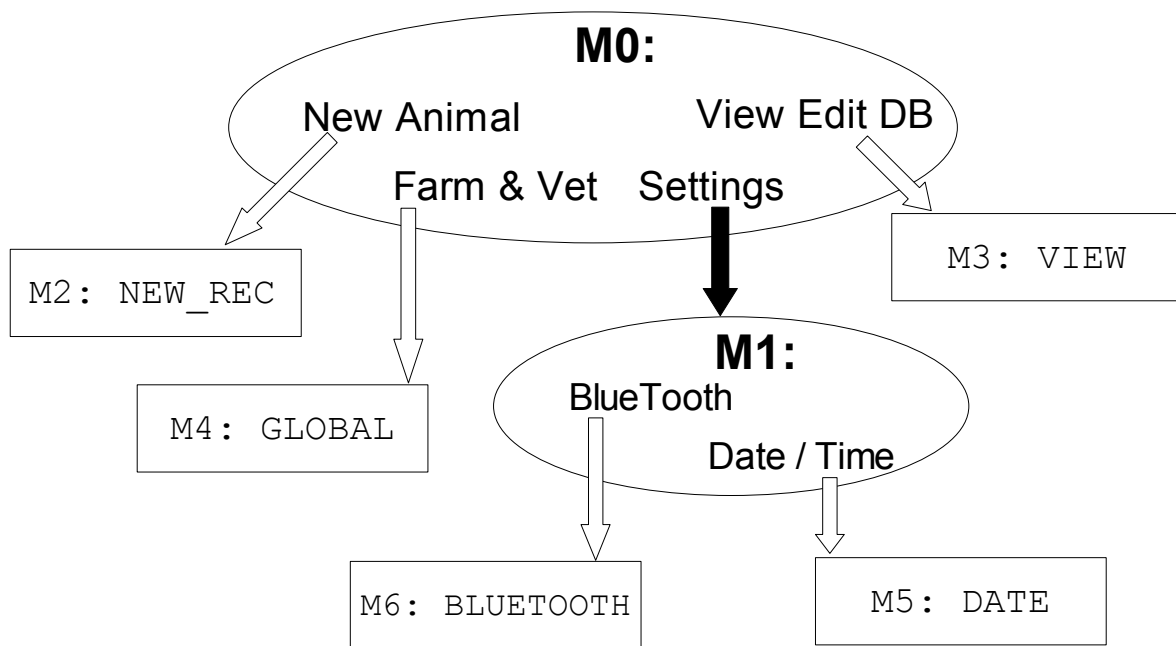 M0:
New Animal
View Edit DB
Farm & Vet
Settings
M3: VIEW
M2: NEW_REC
M1:
BlueTooth
M4: GLOBAL
Date / Time
M6: BLUETOOTH
M5: DATE